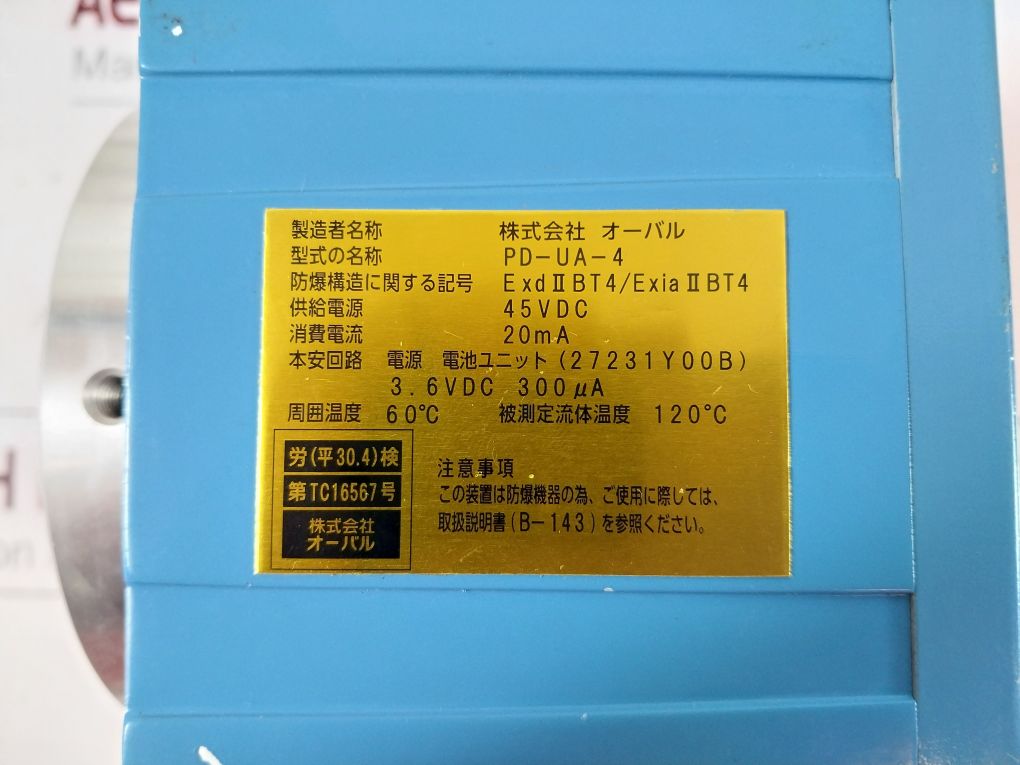 製造者名称 株式会社 オーバル
型式の名称 PD-UA-4
防爆構造に関する記号 ExdⅡBT4/ExiaⅡBT4
供給電源 45VDC
消費電流 20mA
本安回路 電源 電池ユニット(27231Y00B)
3.6VDC 300μA
周囲温度 60℃ 被測定流体温度 120℃
労(平30.4)検
第TC16567号
株式会社
オーバル
注意事項
この装置は防爆機器の為、ご使用に際しては、
取扱説明書(B-143)を参照ください。